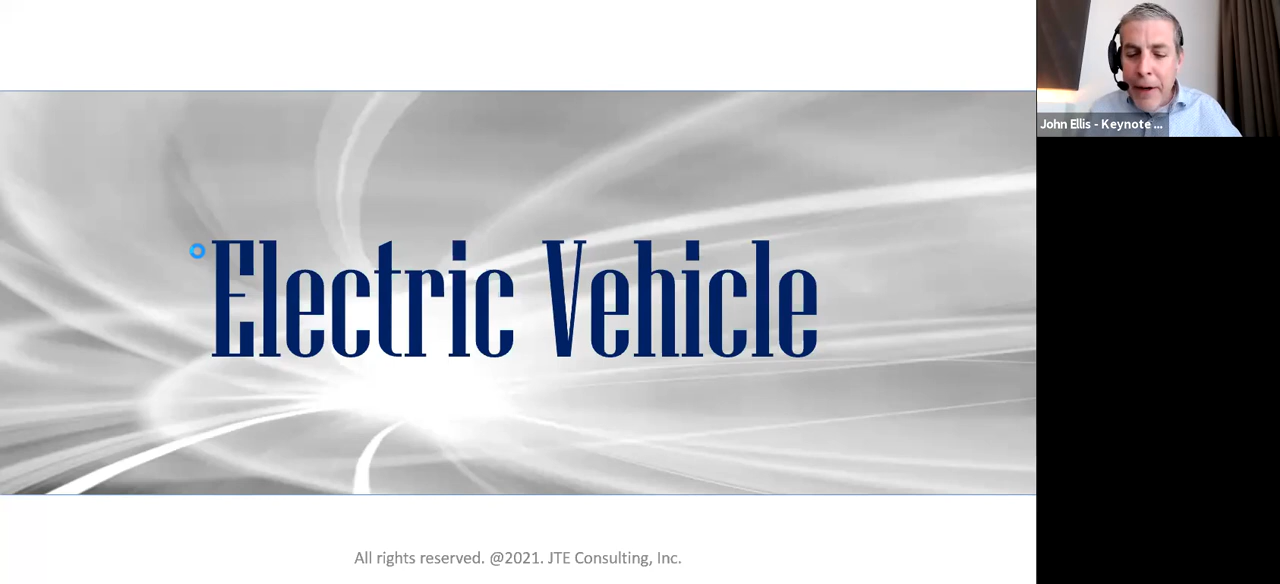 Electric Vehicle
All rights reserved. @2021. JTE Consulting, Inc.
John Ellis - Keynote ...